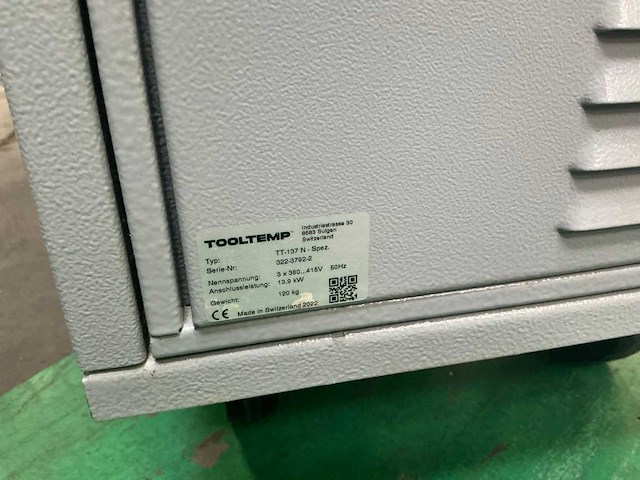 TOOLTEMP
Industriestrasse 30
8583 Sulgen
Switzerland
Typ: TT-137 N - Spez.
Serie-Nr: 322-3792-2
Nennspannung: 3 x 380...415V 50Hz
Anschlussleistung: 13.9 kW
Gewicht: 120 kg
CE Made in Switzerland 2022